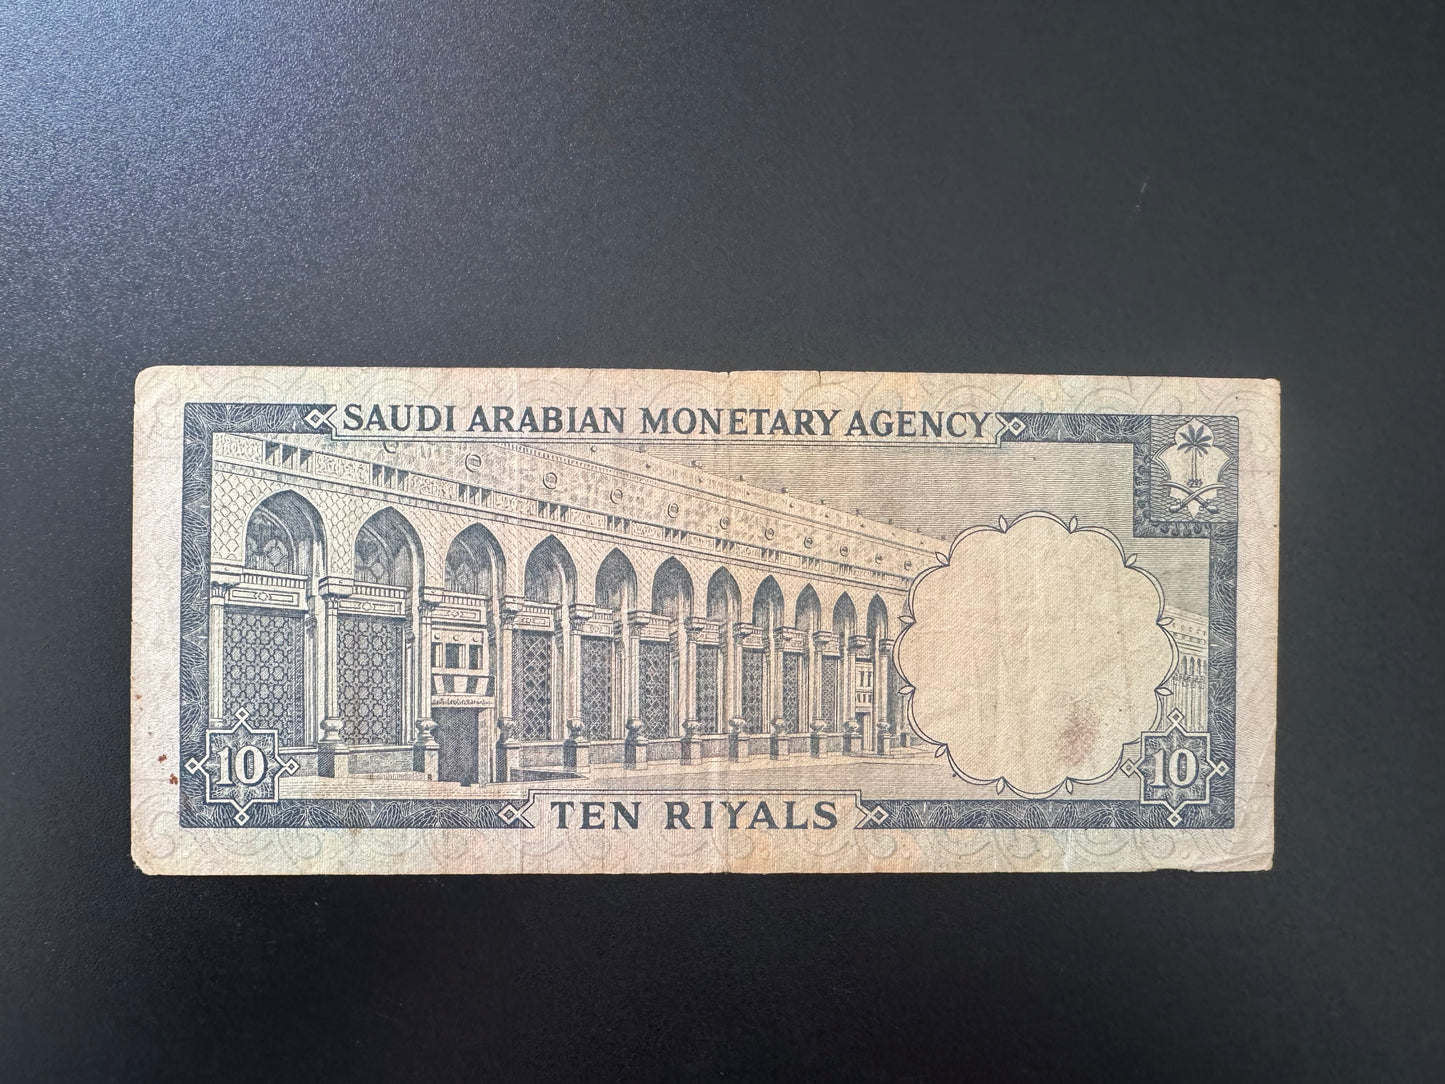 SAUDI ARABIAN MONETARY AGENCY
10
10
TEN RIYALS